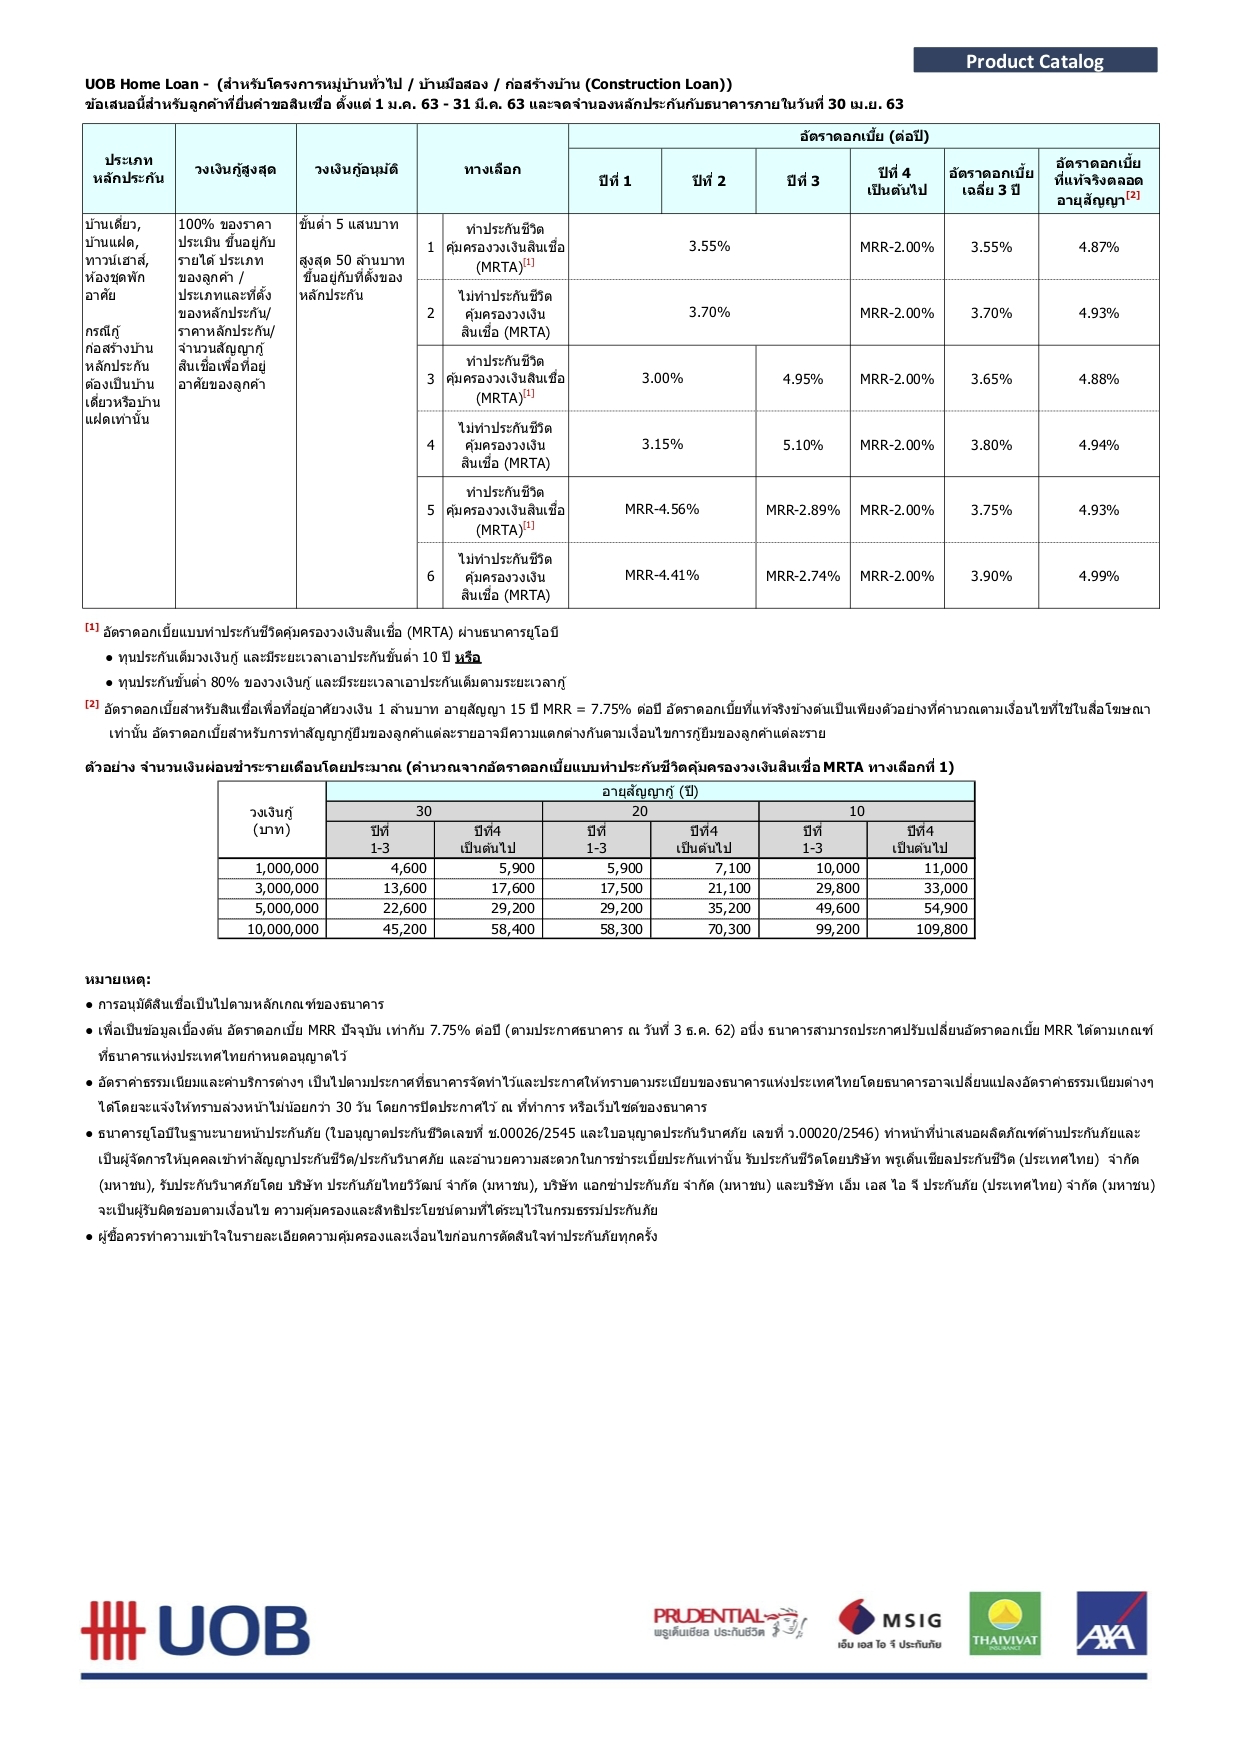 Product Catalog
UOB Home Loan - (สำหรับโครงการหมู่บ้านทั่วไป / บ้านมือสอง / ก่อสร้างบ้าน (Construction Loan))
ข้อเสนอนี้สำหรับลูกค้าที่ยื่นคำขอสินเชื่อ ตั้งแต่ 1 ม.ค. 63 - 31 มี.ค. 63 และจดจำนองหลักประกันกับธนาคารภายในวันที่ 30 เม.ย. 63
อัตราดอกเบี้ย (ต่อปี)
ประเภท
หลักประกัน
วงเงินกู้สูงสุด
วงเงินกู้อนุมัติ
ทางเลือก
ปีที่ 1
ปีที่ 2
ปีที่ 3
ปีที่ 4
เป็นต้นไป
อัตราดอกเบี้ย
เฉลี่ย 3 ปี
อัตราดอกเบี้ย
ที่แท้จริงตลอด
อายุสัญญา[2]
บ้านเดี่ยว,
บ้านแฝด,
ทาวน์เฮาส์,
ห้องชุดพัก
อาศัย
กรณีกู้
ก่อสร้างบ้าน
หลักประกัน
ต้องเป็นบ้าน
เดี่ยวหรือบ้าน
แฝดเท่านั้น
100% ของราคา
ประเมิน ขึ้นอยู่กับ
รายได้ ประเภท
ของลูกค้า /
ประเภทและที่ตั้ง
ของหลักประกัน/
ราคาหลักประกัน/
จำนวนสัญญากู้
สินเชื่อเพื่อที่อยู่
อาศัยของลูกค้า
ขั้นต่ำ 5 แสนบาท
สูงสุด 50 ล้านบาท
ขึ้นอยู่กับที่ตั้งของ
หลักประกัน
1 ทำประกันชีวิต
คุ้มครองวงเงินสินเชื่อ
(MRTA)[1]
3.55% MRR-2.00% 3.55% 4.87%
2 ไม่ทำประกันชีวิต
คุ้มครองวงเงิน
สินเชื่อ (MRTA)
3.70% MRR-2.00% 3.70% 4.93%
3 ทำประกันชีวิต
คุ้มครองวงเงินสินเชื่อ
(MRTA)[1]
3.00% 4.95% MRR-2.00% 3.65% 4.88%
4 ไม่ทำประกันชีวิต
คุ้มครองวงเงิน
สินเชื่อ (MRTA)
3.15% 5.10% MRR-2.00% 3.80% 4.94%
5 ทำประกันชีวิต
คุ้มครองวงเงินสินเชื่อ
(MRTA)[1]
MRR-4.56% MRR-2.89% MRR-2.00% 3.75% 4.93%
6 ไม่ทำประกันชีวิต
คุ้มครองวงเงิน
สินเชื่อ (MRTA)
MRR-4.41% MRR-2.74% MRR-2.00% 3.90% 4.99%
[1] อัตราดอกเบี้ยแบบทำประกันชีวิตคุ้มครองวงเงินสินเชื่อ (MRTA) ผ่านธนาคารยูโอบี
● ทุนประกันเต็มวงเงินกู้ และมีระยะเวลาเอาประกันขั้นต่ำ 10 ปี หรือ
● ทุนประกันขั้นต่ำ 80% ของวงเงินกู้ และมีระยะเวลาเอาประกันเต็มตามระยะเวลากู้
[2] อัตราดอกเบี้ยสำหรับสินเชื่อเพื่อที่อยู่อาศัยวงเงิน 1 ล้านบาท อายุสัญญา 15 ปี MRR = 7.75% ต่อปี อัตราดอกเบี้ยที่แท้จริงข้างต้นเป็นเพียงตัวอย่างที่คำนวณตามเงื่อนไขที่ใช้ในสื่อโฆษณา
เท่านั้น อัตราดอกเบี้ยสำหรับการทำสัญญากู้ยืมของลูกค้าแต่ละรายอาจมีความแตกต่างกันตามเงื่อนไขการกู้ยืมของลูกค้าแต่ละราย
ตัวอย่าง จำนวนเงินผ่อนชำระรายเดือนโดยประมาณ (คำนวณจากอัตราดอกเบี้ยแบบทำประกันชีวิตคุ้มครองวงเงินสินเชื่อ MRTA ทางเลือกที่ 1)
วงเงินกู้
(บาท)
อายุสัญญากู้ (ปี)
30 20 10
ปีที่
1-3
ปีที่4
เป็นต้นไป
ปีที่
1-3
ปีที่4
เป็นต้นไป
ปีที่
1-3
ปีที่4
เป็นต้นไป
1,000,000 4,600 5,900 5,900 7,100 10,000 11,000
3,000,000 13,600 17,600 17,500 21,100 29,800 33,000
5,000,000 22,600 29,200 29,200 35,200 49,600 54,900
10,000,000 45,200 58,400 58,300 70,300 99,200 109,800
หมายเหตุ:
● การอนุมัติสินเชื่อเป็นไปตามหลักเกณฑ์ของธนาคาร
● เพื่อเป็นข้อมูลเบื้องต้น อัตราดอกเบี้ย MRR ปัจจุบัน เท่ากับ 7.75% ต่อปี (ตามประกาศธนาคาร ณ วันที่ 3 ธ.ค. 62) อนึ่ง ธนาคารสามารถประกาศปรับเปลี่ยนอัตราดอกเบี้ย MRR ได้ตามเกณฑ์
ที่ธนาคารแห่งประเทศไทยกำหนดอนุญาตไว้
● อัตราค่าธรรมเนียมและค่าบริการต่างๆ เป็นไปตามประกาศที่ธนาคารจัดทำไว้และประกาศให้ทราบตามระเบียบของธนาคารแห่งประเทศไทยโดยธนาคารอาจเปลี่ยนแปลงอัตราค่าธรรมเนียมต่างๆ
ได้โดยจะแจ้งให้ทราบล่วงหน้าไม่น้อยกว่า 30 วัน โดยการปิดประกาศไว้ ณ ที่ทำการ หรือเว็บไซต์ของธนาคาร
● ธนาคารยูโอบีในฐานะนายหน้าประกันภัย (ใบอนุญาตประกันชีวิตเลขที่ ช.00026/2545 และใบอนุญาตประกันวินาศภัย เลขที่ ว.00020/2546) ทำหน้าที่นำเสนอผลิตภัณฑ์ด้านประกันภัยและ
เป็นผู้จัดการให้บุคคลเข้าทำสัญญาประกันชีวิต/ประกันวินาศภัย และอำนวยความสะดวกในการชำระเบี้ยประกันเท่านั้น รับประกันชีวิตโดยบริษัท พรูเด็นเชียลประกันชีวิต (ประเทศไทย) จำกัด
(มหาชน), รับประกันวินาศภัยโดย บริษัท ประกันภัยไทยวิวัฒน์ จำกัด (มหาชน), บริษัท แอกซ่าประกันภัย จำกัด (มหาชน) และบริษัท เอ็ม เอส ไอ จี ประกันภัย (ประเทศไทย) จำกัด (มหาชน)
จะเป็นผู้รับผิดชอบตามเงื่อนไข ความคุ้มครองและสิทธิประโยชน์ตามที่ได้ระบุไว้ในกรมธรรม์ประกันภัย
● ผู้ซื้อควรทำความเข้าใจในรายละเอียดความคุ้มครองและเงื่อนไขก่อนการตัดสินใจทำประกันภัยทุกครั้ง
UOB
PRUDENTIAL
พรูเด็นเชียล ประกันชีวิต
MSIG
เอ็ม เอส ไอ จี ประกันภัย
THAIVIVAT
INSURANCE
AXA